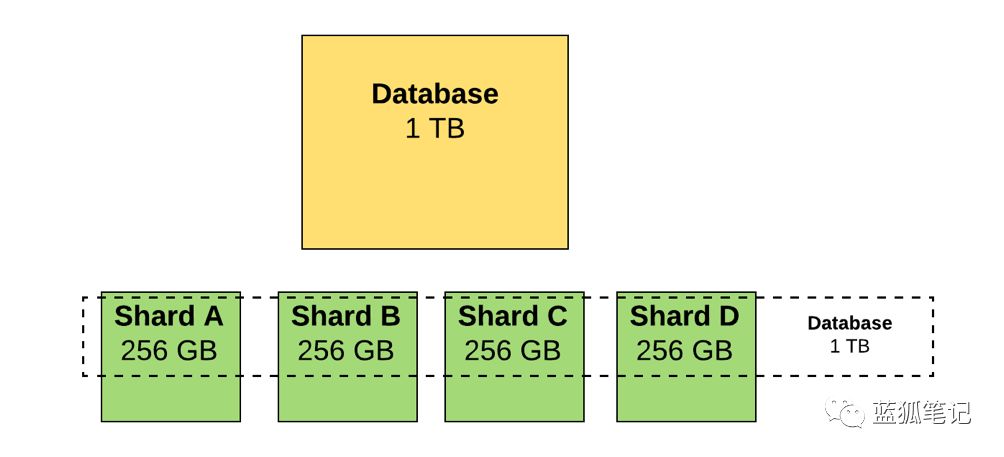 Database
1 TB
Shard A
256 GB
Shard B
256 GB
Shard C
256 GB
Shard D
256 GB
Database
1 TB
蓝狐笔记